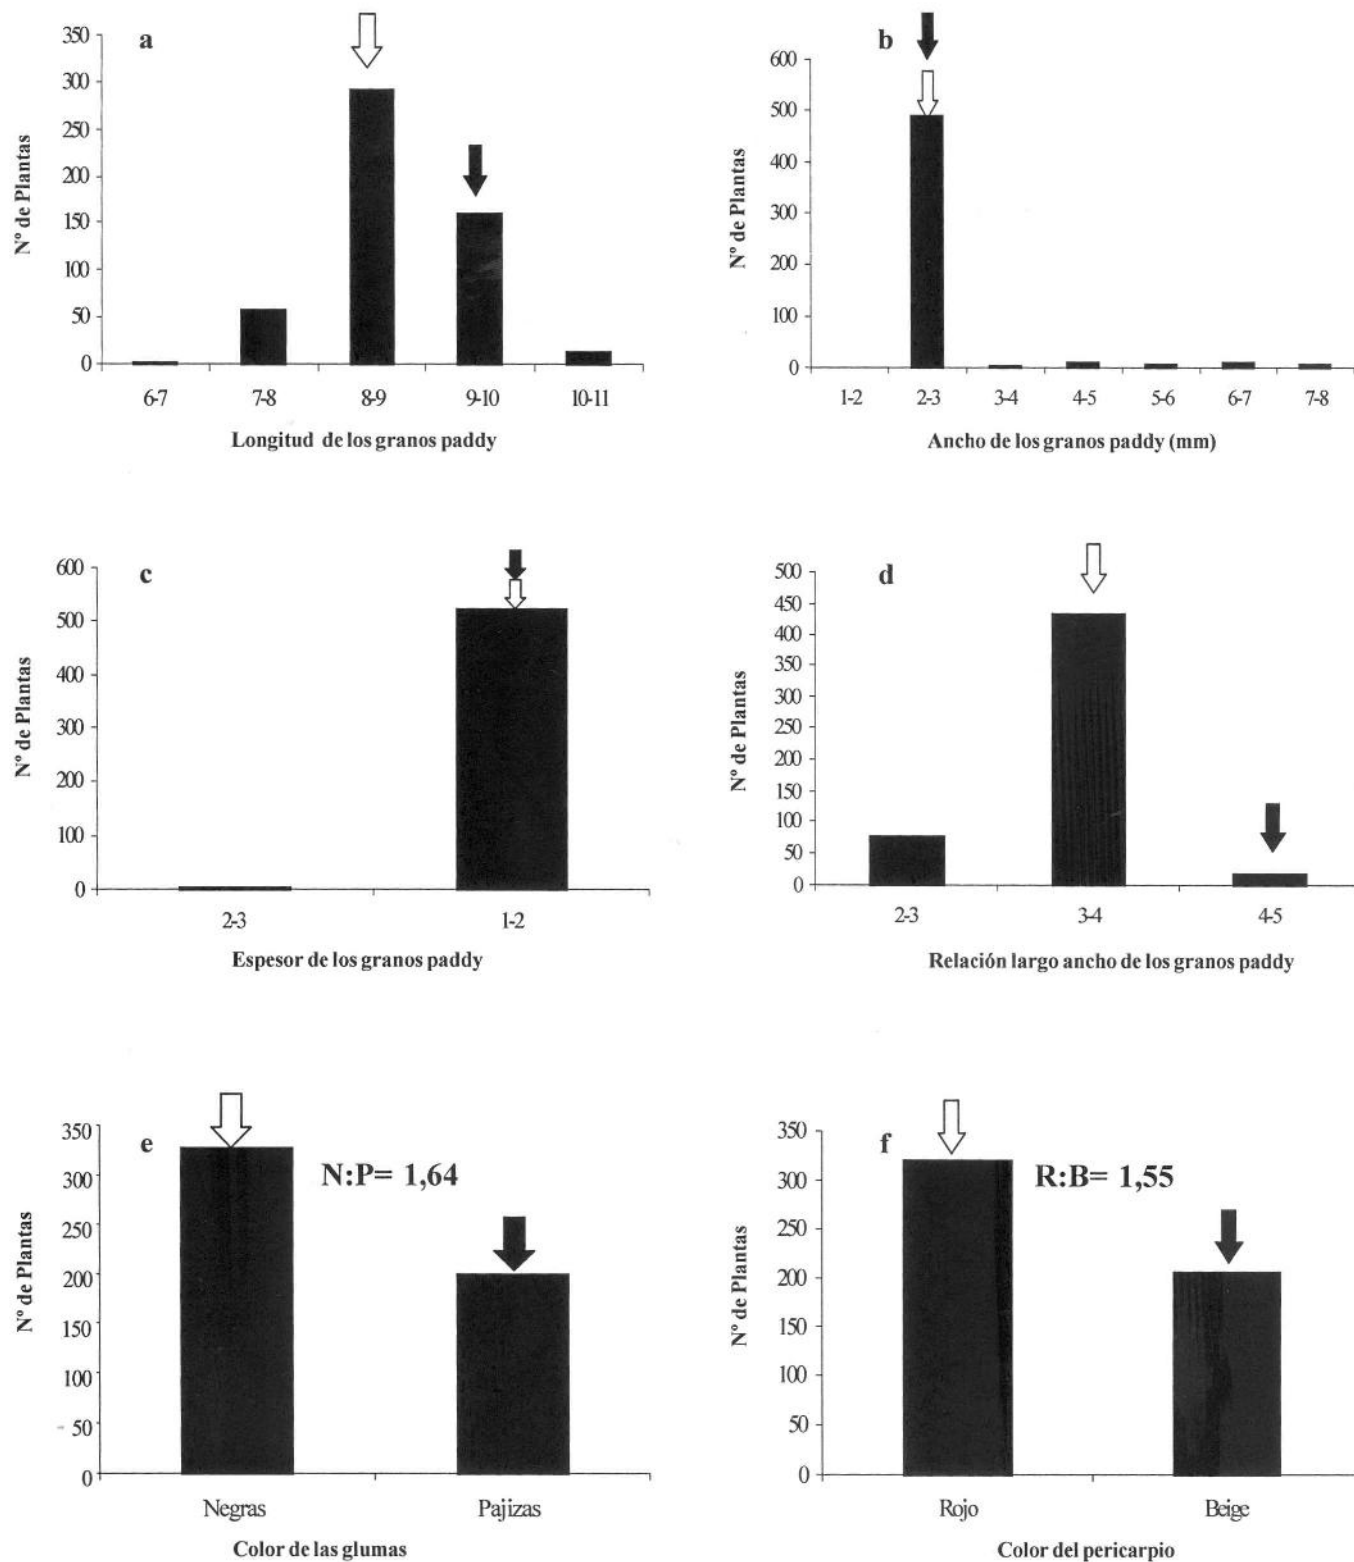 a
350
300
250
200
150
100
50
0
Nº de Plantas
6-7 7-8 8-9 9-10 10-11
Longitud de los granos paddy
b
600
500
400
300
200
100
0
Nº de Plantas
1-2 2-3 3-4 4-5 5-6 6-7 7-8
Ancho de los granos paddy (mm)
c
600
500
400
300
200
100
0
Nº de Plantas
2-3 1-2
Espesor de los granos paddy
d
500
450
400
350
300
250
200
150
100
50
0
Nº de Plantas
2-3 3-4 4-5
Relación largo ancho de los granos paddy
e
350
300
250
200
150
100
50
0
N:P= 1,64
Nº de Plantas
Negras Pajizas
Color de las glumas
f
350
300
250
200
150
100
50
0
R:B= 1,55
Nº de Plantas
Rojo Beige
Color del pericarpio